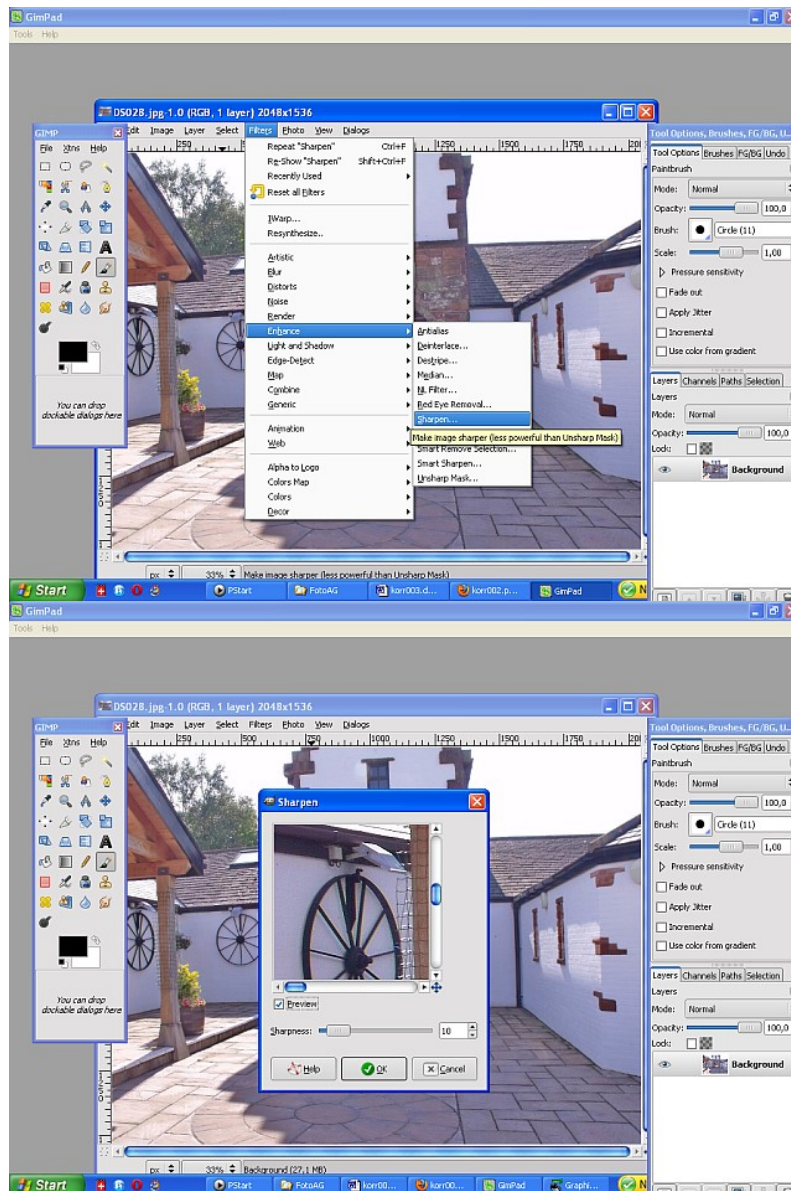 GimPad
Tools Help
DS028.jpg-1.0 (RGB, 1 layer) 2048x1536
GIMP
File Xtns Help
Edit Image Layer Select Filters Photo View Dialogs
Repeat "Sharpen" Ctrl+F
Re-Show "Sharpen" Shift+Ctrl+F
Recently Used
Reset all Filters
IWarp...
Resynthesize..
Artistic
Blur
Distorts
Noise
Render
Enhance
Light and Shadow
Edge-Detect
Map
Combine
Generic
Animation
Web
Alpha to Logo
Colors Map
Colors
Decor
Antialias
Deinterlace...
Destripe...
Median...
NL Filter...
Red Eye Removal...
Sharpen...
Make image sharper (less powerful than Unsharp Mask)
Smart Remove Selection...
Smart Sharpen...
Unsharp Mask...
You can drop
dockable dialogs here
Tool Options, Brushes, FG/BG, U...
Tool Options Brushes FG/BG Undo
Paintbrush
Mode: Normal
Opacity: 100,0
Brush: Circle (11)
Scale: 1,00
Pressure sensitivity
Fade out
Apply Jitter
Incremental
Use color from gradient
Layers Channels Paths Selection
Layers
Mode: Normal
Opacity: 100,0
Lock:
Background
px 33% Make image sharper (less powerful than Unsharp Mask)
Start PStart FotoAG korr003.d... korr002.p... GimPad
GimPad
Tools Help
DS028.jpg-1.0 (RGB, 1 layer) 2048x1536
GIMP
File Xtns Help
Edit Image Layer Select Filters Photo View Dialogs
250 500 750 1000 1250 1500 1750
Sharpen
Preview
Sharpness: 10
Help OK Cancel
You can drop
dockable dialogs here
Tool Options, Brushes, FG/BG, U...
Tool Options Brushes FG/BG Undo
Paintbrush
Mode: Normal
Opacity: 100,0
Brush: Circle (11)
Scale: 1,00
Pressure sensitivity
Fade out
Apply Jitter
Incremental
Use color from gradient
Layers Channels Paths Selection
Layers
Mode: Normal
Opacity: 100,0
Lock:
Background
px 33% Background (27,1 MB)
Start PStart FotoAG korr00... korr00... GimPad Graphi...